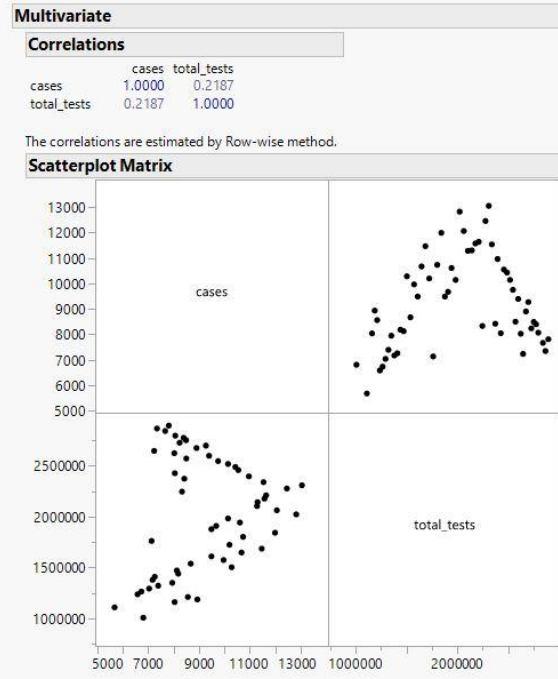 Multivariate
Correlations
cases total_tests
cases 1.0000 0.2187
total_tests 0.2187 1.0000
The correlations are estimated by Row-wise method.
Scatterplot Matrix
13000
12000
11000
10000
9000
8000
7000
6000
5000
cases
2500000
2000000
1500000
1000000
total_tests
5000 7000 9000 11000 13000 1000000 2000000